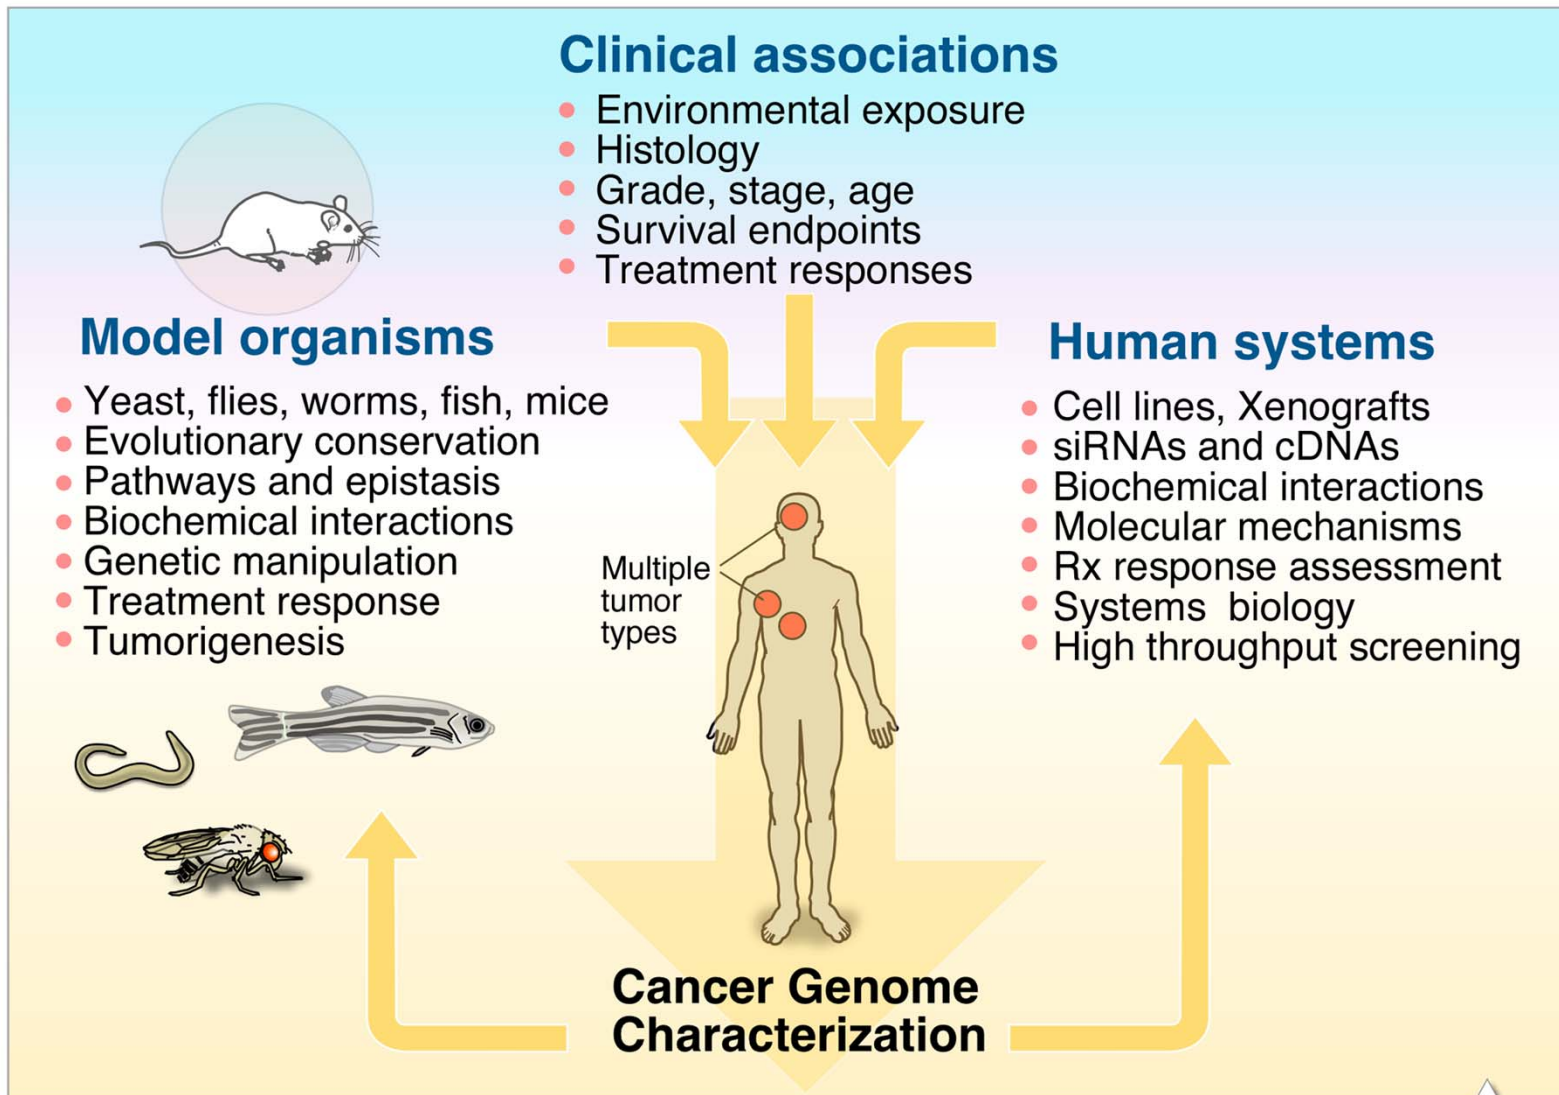 Clinical associations
Environmental exposure
Histology
Grade, stage, age
Survival endpoints
Treatment responses
Model organisms
Yeast, flies, worms, fish, mice
Evolutionary conservation
Pathways and epistasis
Biochemical interactions
Genetic manipulation
Treatment response
Tumorigenesis
Human systems
Cell lines, Xenografts
siRNAs and cDNAs
Biochemical interactions
Molecular mechanisms
Rx response assessment
Systems  biology
High throughput screening
Multiple
tumor
types
Cancer Genome
Characterization